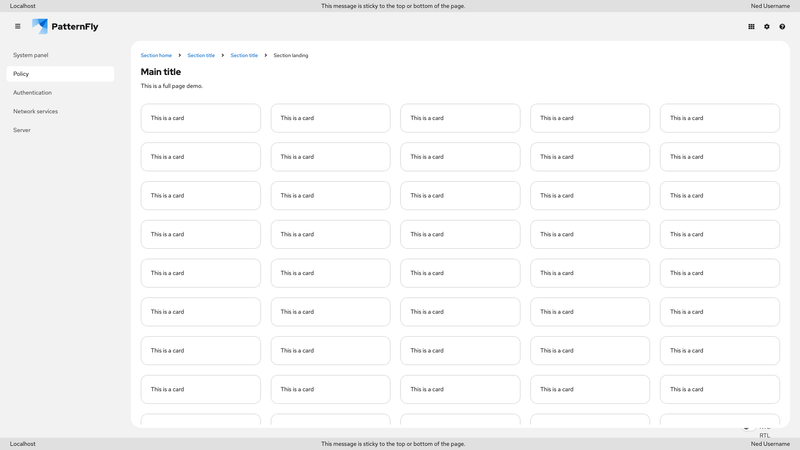 Localhost This message is sticky to the top or bottom of the page. Ned Username
PatternFly
System panel
Policy
Authentication
Network services
Server
Section home Section title Section title Section landing
Main title
This is a full page demo.
This is a card This is a card This is a card This is a card This is a card
This is a card This is a card This is a card This is a card This is a card
This is a card This is a card This is a card This is a card This is a card
This is a card This is a card This is a card This is a card This is a card
This is a card This is a card This is a card This is a card This is a card
This is a card This is a card This is a card This is a card This is a card
This is a card This is a card This is a card This is a card This is a card
This is a card This is a card This is a card This is a card This is a card
RTL
Localhost This message is sticky to the top or bottom of the page. Ned Username